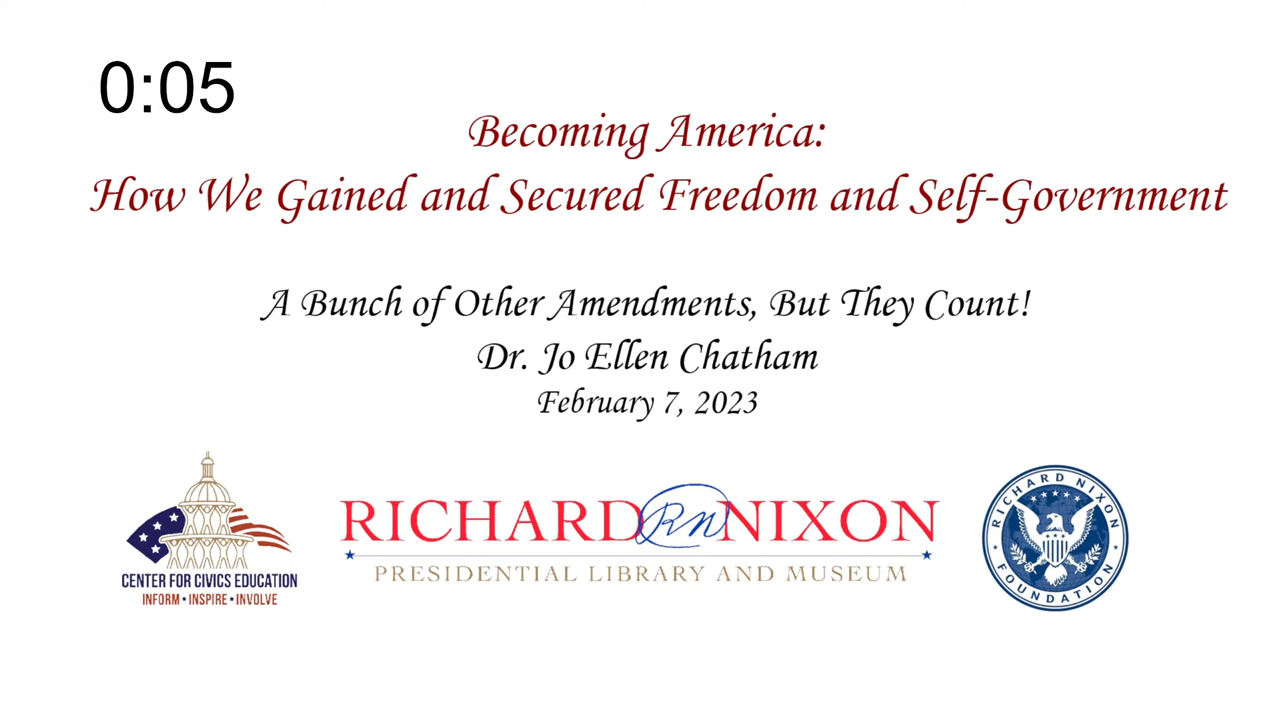 0:05
Becoming America:
How We Gained and Secured Freedom and Self-Government
A Bunch of Other Amendments, But They Count!
Dr. Jo Ellen Chatham
February 7, 2023
CENTER FOR CIVICS EDUCATION
INFORM ★ INSPIRE ★ INVOLVE
RICHARD RN NIXON
PRESIDENTIAL LIBRARY AND MUSEUM
RICHARD NIXON
FOUNDATION